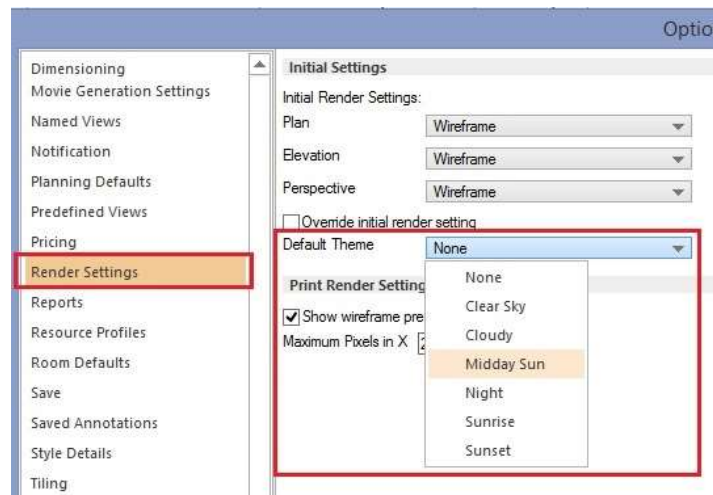 Optio
Dimensioning
Movie Generation Settings
Named Views
Notification
Planning Defaults
Predefined Views
Pricing
Render Settings
Reports
Resource Profiles
Room Defaults
Save
Saved Annotations
Style Details
Tiling
Initial Settings
Initial Render Settings:
Plan Wireframe
Elevation Wireframe
Perspective Wireframe
Override initial render setting
Default Theme None
Print Render Setting
Show wireframe pre
Maximum Pixels in X
None
Clear Sky
Cloudy
Midday Sun
Night
Sunrise
Sunset